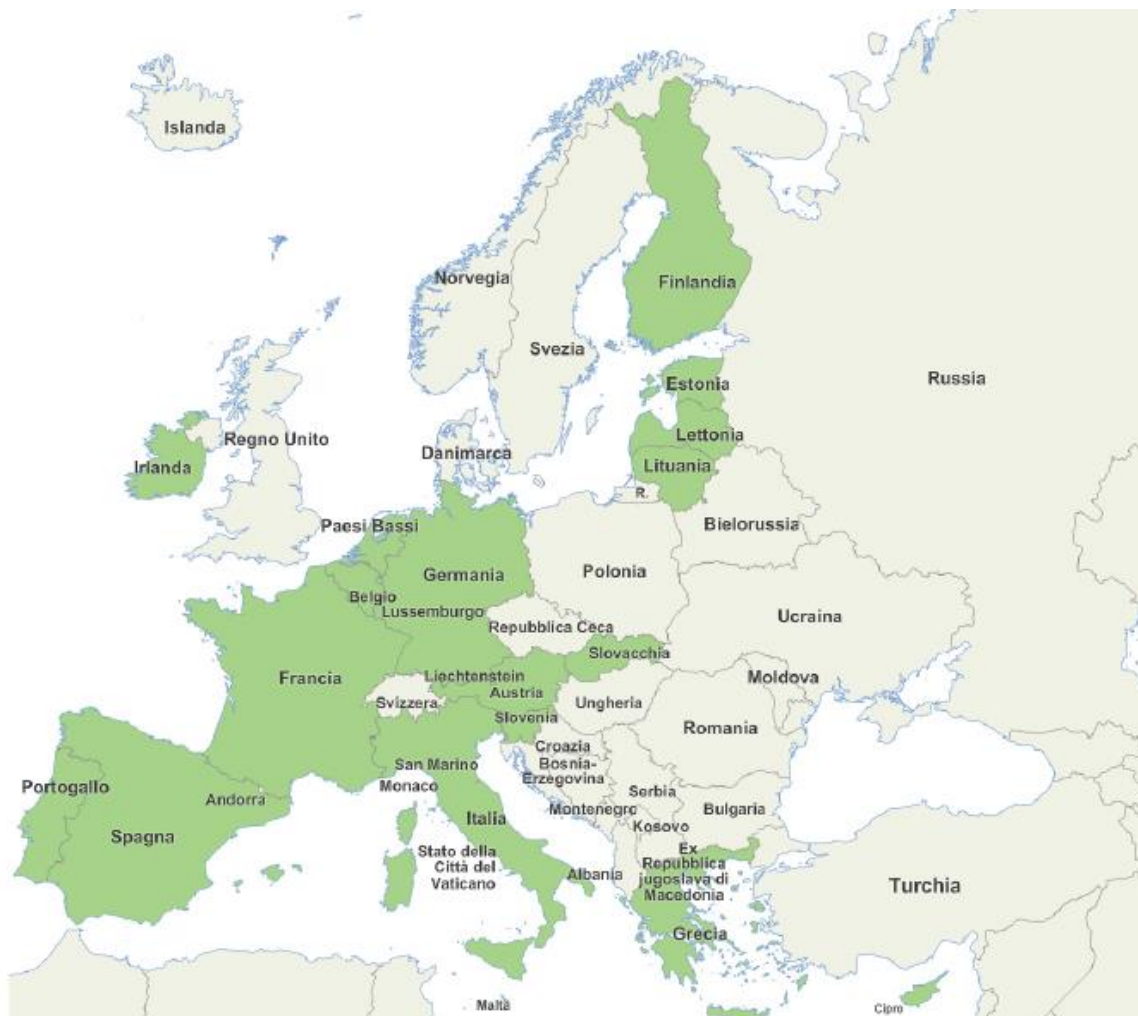 Islanda
Norvegia
Finlandia
Svezia
Russia
Estonia
Lettonia
Regno Unito
Danimarca
Irlanda
Lituania
R.
Paesi Bassi
Bielorussia
Germania
Polonia
Belgio
Lussemburgo
Ucraina
Repubblica Ceca
Slovacchia
Francia
Liechtenstein
Moldova
Austria
Svizzera
Ungheria
Slovenia
Romania
Croazia
San Marino
Bosnia-
Erzegovina
Monaco
Portogallo
Andorra
Serbia
Montenegro
Bulgaria
Italia
Kosovo
Spagna
Ex
Repubblica
jugoslava di
Macedonia
Stato della
Città del
Vaticano
Albania
Turchia
Grecia
Malta
Cipro